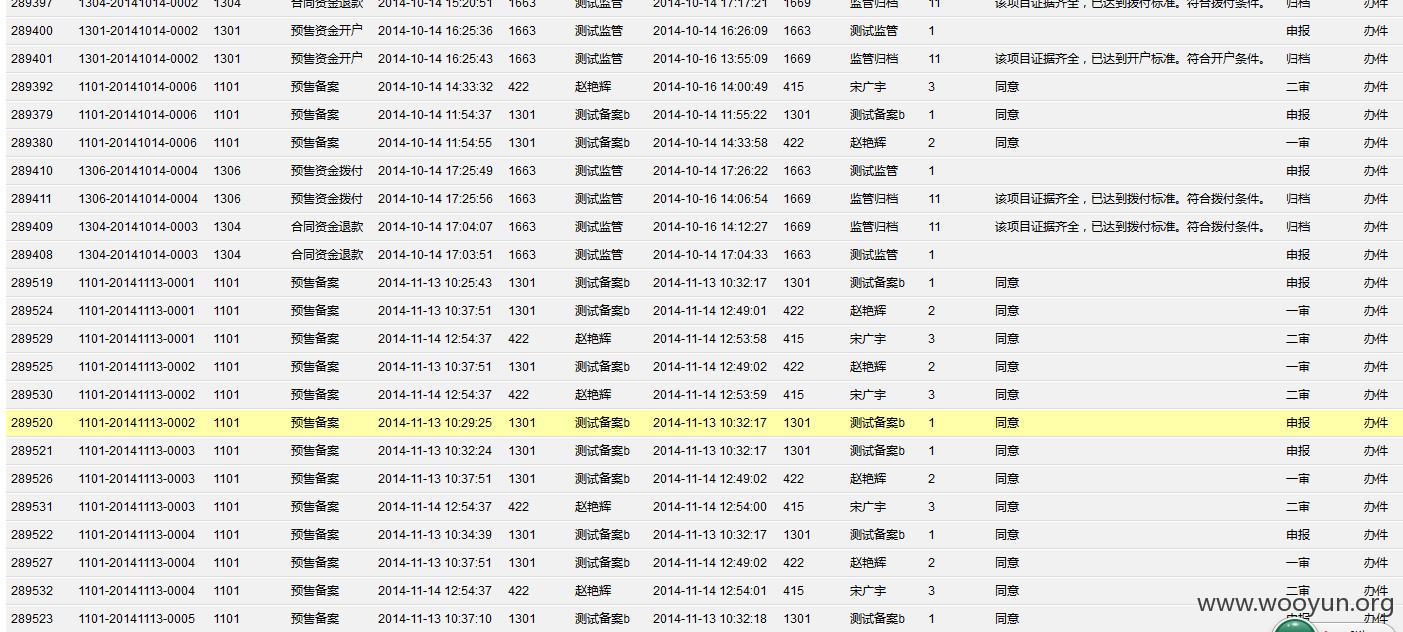 289397 1304-20141014-0002 1304 合同资金退款 2014-10-14 15:20:51 1663 测试监管 2014-10-14 17:17:21 1669 监管归档 11 该项目证据齐全，已达到拨付标准。符合拨付条件。 归档 办件
289400 1301-20141014-0002 1301 预售资金开户 2014-10-14 16:25:36 1663 测试监管 2014-10-14 16:26:09 1663 测试监管 1 申报 办件
289401 1301-20141014-0002 1301 预售资金开户 2014-10-14 16:25:43 1663 测试监管 2014-10-16 13:55:09 1669 监管归档 11 该项目证据齐全，已达到开户标准。符合开户条件。 归档 办件
289392 1101-20141014-0006 1101 预售备案 2014-10-14 14:33:32 422 赵艳辉 2014-10-16 14:00:49 415 宋广宇 3 同意 二审 办件
289379 1101-20141014-0006 1101 预售备案 2014-10-14 11:54:37 1301 测试备案b 2014-10-14 11:55:22 1301 测试备案b 1 同意 申报 办件
289380 1101-20141014-0006 1101 预售备案 2014-10-14 11:54:55 1301 测试备案b 2014-10-14 14:33:58 422 赵艳辉 2 同意 一审 办件
289410 1306-20141014-0004 1306 预售资金拨付 2014-10-14 17:25:49 1663 测试监管 2014-10-14 17:26:22 1663 测试监管 1 申报 办件
289411 1306-20141014-0004 1306 预售资金拨付 2014-10-14 17:25:56 1663 测试监管 2014-10-16 14:06:54 1669 监管归档 11 该项目证据齐全，已达到拨付标准。符合拨付条件。 归档 办件
289409 1304-20141014-0003 1304 合同资金退款 2014-10-14 17:04:07 1663 测试监管 2014-10-16 14:12:27 1669 监管归档 11 该项目证据齐全，已达到拨付标准。符合拨付条件。 归档 办件
289408 1304-20141014-0003 1304 合同资金退款 2014-10-14 17:03:51 1663 测试监管 2014-10-14 17:04:33 1663 测试监管 1 申报 办件
289519 1101-20141113-0001 1101 预售备案 2014-11-13 10:25:43 1301 测试备案b 2014-11-13 10:32:17 1301 测试备案b 1 同意 申报 办件
289524 1101-20141113-0001 1101 预售备案 2014-11-13 10:37:51 1301 测试备案b 2014-11-14 12:49:01 422 赵艳辉 2 同意 一审 办件
289529 1101-20141113-0001 1101 预售备案 2014-11-14 12:54:37 422 赵艳辉 2014-11-14 12:53:58 415 宋广宇 3 同意 二审 办件
289525 1101-20141113-0002 1101 预售备案 2014-11-13 10:37:51 1301 测试备案b 2014-11-14 12:49:02 422 赵艳辉 2 同意 一审 办件
289530 1101-20141113-0002 1101 预售备案 2014-11-14 12:54:37 422 赵艳辉 2014-11-14 12:53:59 415 宋广宇 3 同意 二审 办件
289520 1101-20141113-0002 1101 预售备案 2014-11-13 10:29:25 1301 测试备案b 2014-11-13 10:32:17 1301 测试备案b 1 同意 申报 办件
289521 1101-20141113-0003 1101 预售备案 2014-11-13 10:32:24 1301 测试备案b 2014-11-13 10:32:17 1301 测试备案b 1 同意 申报 办件
289526 1101-20141113-0003 1101 预售备案 2014-11-13 10:37:51 1301 测试备案b 2014-11-14 12:49:02 422 赵艳辉 2 同意 一审 办件
289531 1101-20141113-0003 1101 预售备案 2014-11-14 12:54:37 422 赵艳辉 2014-11-14 12:54:00 415 宋广宇 3 同意 二审 办件
289522 1101-20141113-0004 1101 预售备案 2014-11-13 10:34:39 1301 测试备案b 2014-11-13 10:32:17 1301 测试备案b 1 同意 申报 办件
289527 1101-20141113-0004 1101 预售备案 2014-11-13 10:37:51 1301 测试备案b 2014-11-14 12:49:02 422 赵艳辉 2 同意 一审 办件
289532 1101-20141113-0004 1101 预售备案 2014-11-14 12:54:37 422 赵艳辉 2014-11-14 12:54:01 415 宋广宇 3 同意 二审 办件
www.wooyun.org
289523 1101-20141113-0005 1101 预售备案 2014-11-13 10:37:10 1301 测试备案b 2014-11-13 10:32:18 1301 测试备案b 1 同意 申报 办件